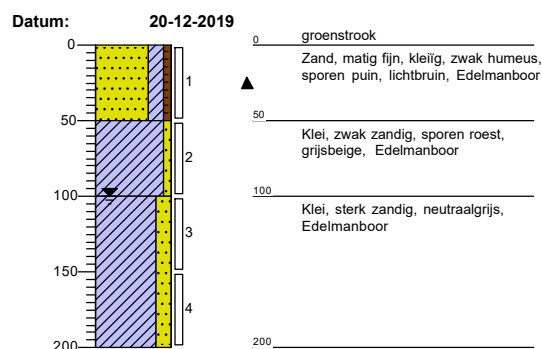 Datum: 20-12-2019
0
50
100
150
200
1
2
3
4
0
groenstrook
Zand, matig fijn, kleiïg, zwak humeus,
sporen puin, lichtbruin, Edelmanboor
50
Klei, zwak zandig, sporen roest,
grijsbeige, Edelmanboor
100
Klei, sterk zandig, neutraalgrijs,
Edelmanboor
200